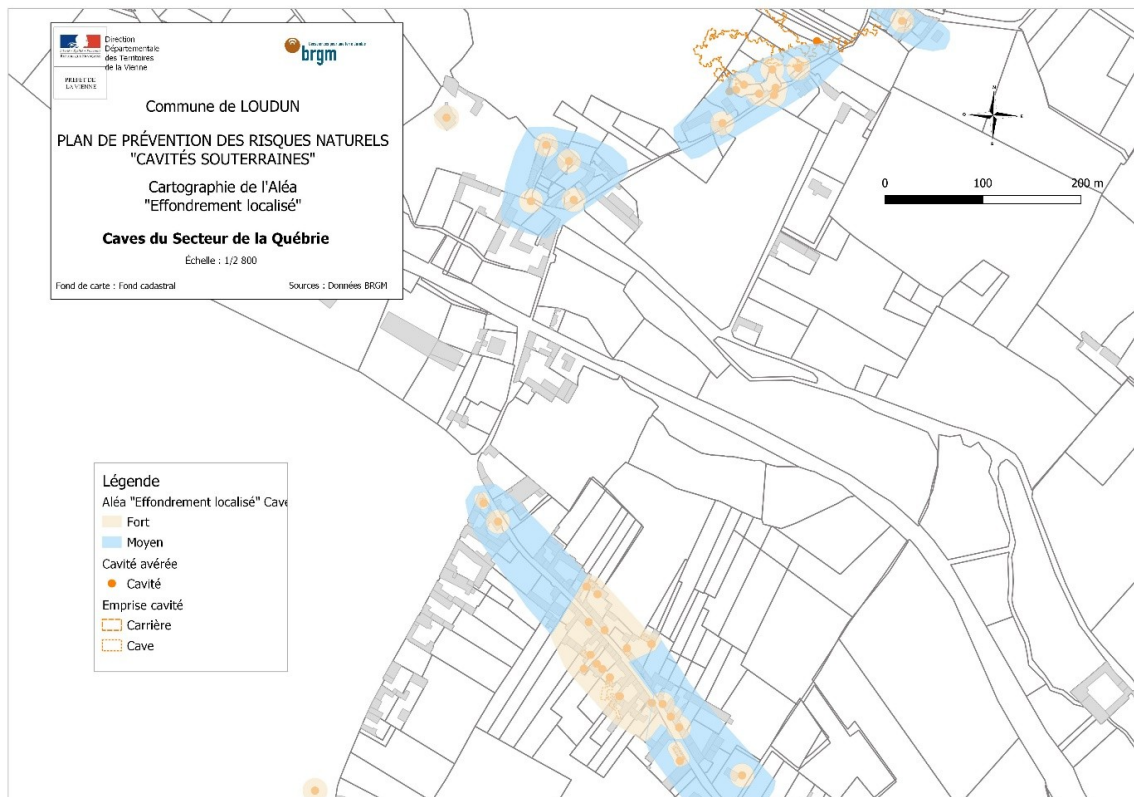 Direction
Départementale
des Territoires
de la Vienne
PRÉFET DE
LA VIENNE
brgm
Commune de LOUDUN
PLAN DE PRÉVENTION DES RISQUES NATURELS
"CAVITÉS SOUTERRAINES"
Cartographie de l'Aléa
"Effondrement localisé"
Caves du Secteur de la Québrie
Échelle : 1/2 800
Fond de carte : Fond cadastral
Sources : Données BRGM
N
O
E
S
0 100 200 m
Légende
Aléa "Effondrement localisé" Cave
Fort
Moyen
Cavité avérée
Cavité
Emprise cavité
Carrière
Cave